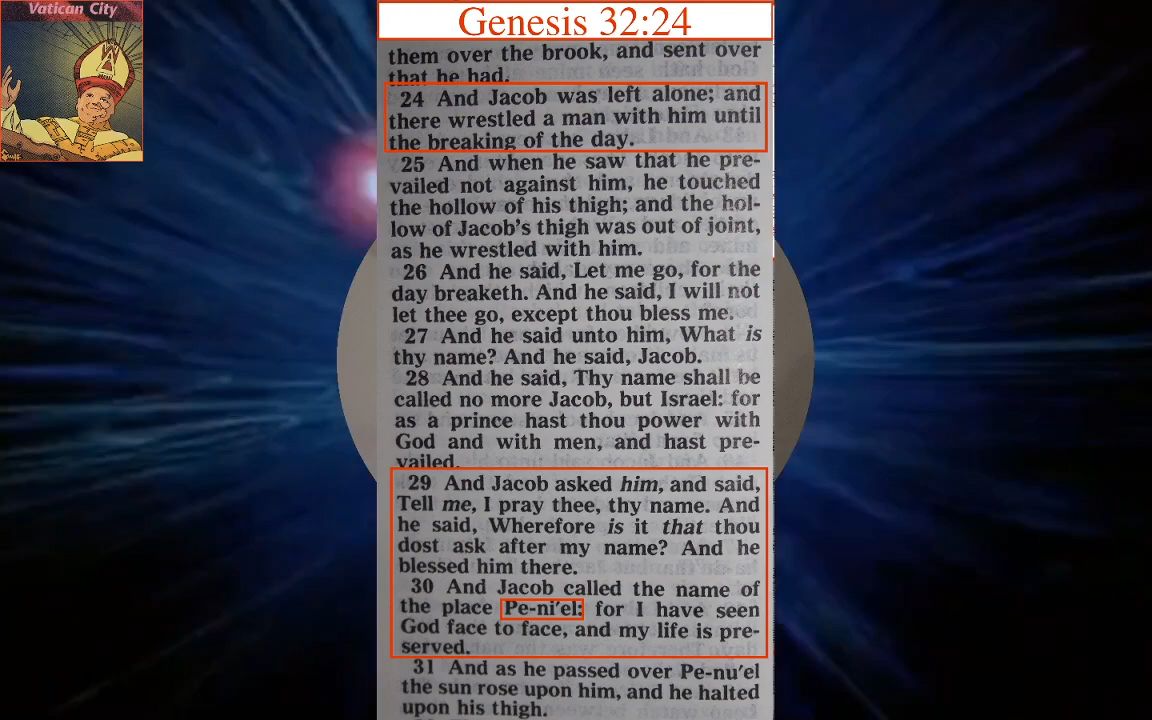 Vatican City
Genesis 32:24
them over the brook, and sent over
that he had.
24 And Jacob was left alone; and
there wrestled a man with him until
the breaking of the day.
25 And when he saw that he pre-
vailed not against him, he touched
the hollow of his thigh; and the hol-
low of Jacob's thigh was out of joint,
as he wrestled with him.
26 And he said, Let me go, for the
day breaketh. And he said, I will not
let thee go, except thou bless me.
27 And he said unto him, What is
thy name? And he said, Jacob.
28 And he said, Thy name shall be
called no more Jacob, but Israel: for
as a prince hast thou power with
God and with men, and hast pre-
vailed.
29 And Jacob asked him, and said,
Tell me, I pray thee, thy name. And
he said, Wherefore is it that thou
dost ask after my name? And he
blessed him there.
30 And Jacob called the name of
the place Pe-ni'el: for I have seen
God face to face, and my life is pre-
served.
31 And as he passed over Pe-nu'el
the sun rose upon him, and he halted
upon his thigh.